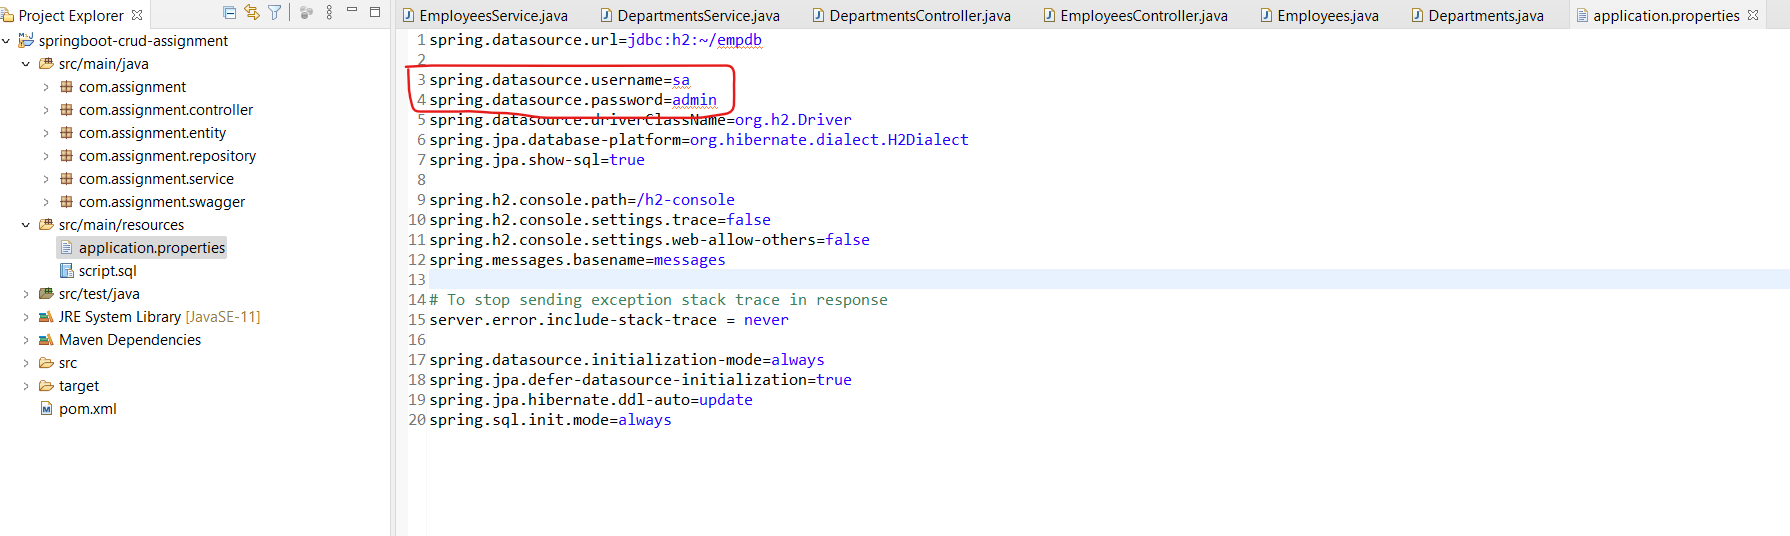 Project Explorer
springboot-crud-assignment
src/main/java
com.assignment
com.assignment.controller
com.assignment.entity
com.assignment.repository
com.assignment.service
com.assignment.swagger
src/main/resources
application.properties
script.sql
src/test/java
JRE System Library [JavaSE-11]
Maven Dependencies
src
target
pom.xml
EmployeesService.java
DepartmentsService.java
DepartmentsController.java
EmployeesController.java
Employees.java
Departments.java
application.properties
1 spring.datasource.url=jdbc:h2:~/empdb
2
3 spring.datasource.username=sa
4 spring.datasource.password=admin
5 spring.datasource.driverClassName=org.h2.Driver
6 spring.jpa.database-platform=org.hibernate.dialect.H2Dialect
7 spring.jpa.show-sql=true
8
9 spring.h2.console.path=/h2-console
10 spring.h2.console.settings.trace=false
11 spring.h2.console.settings.web-allow-others=false
12 spring.messages.basename=messages
13
14 # To stop sending exception stack trace in response
15 server.error.include-stack-trace = never
16
17 spring.datasource.initialization-mode=always
18 spring.jpa.defer-datasource-initialization=true
19 spring.jpa.hibernate.ddl-auto=update
20 spring.sql.init.mode=always